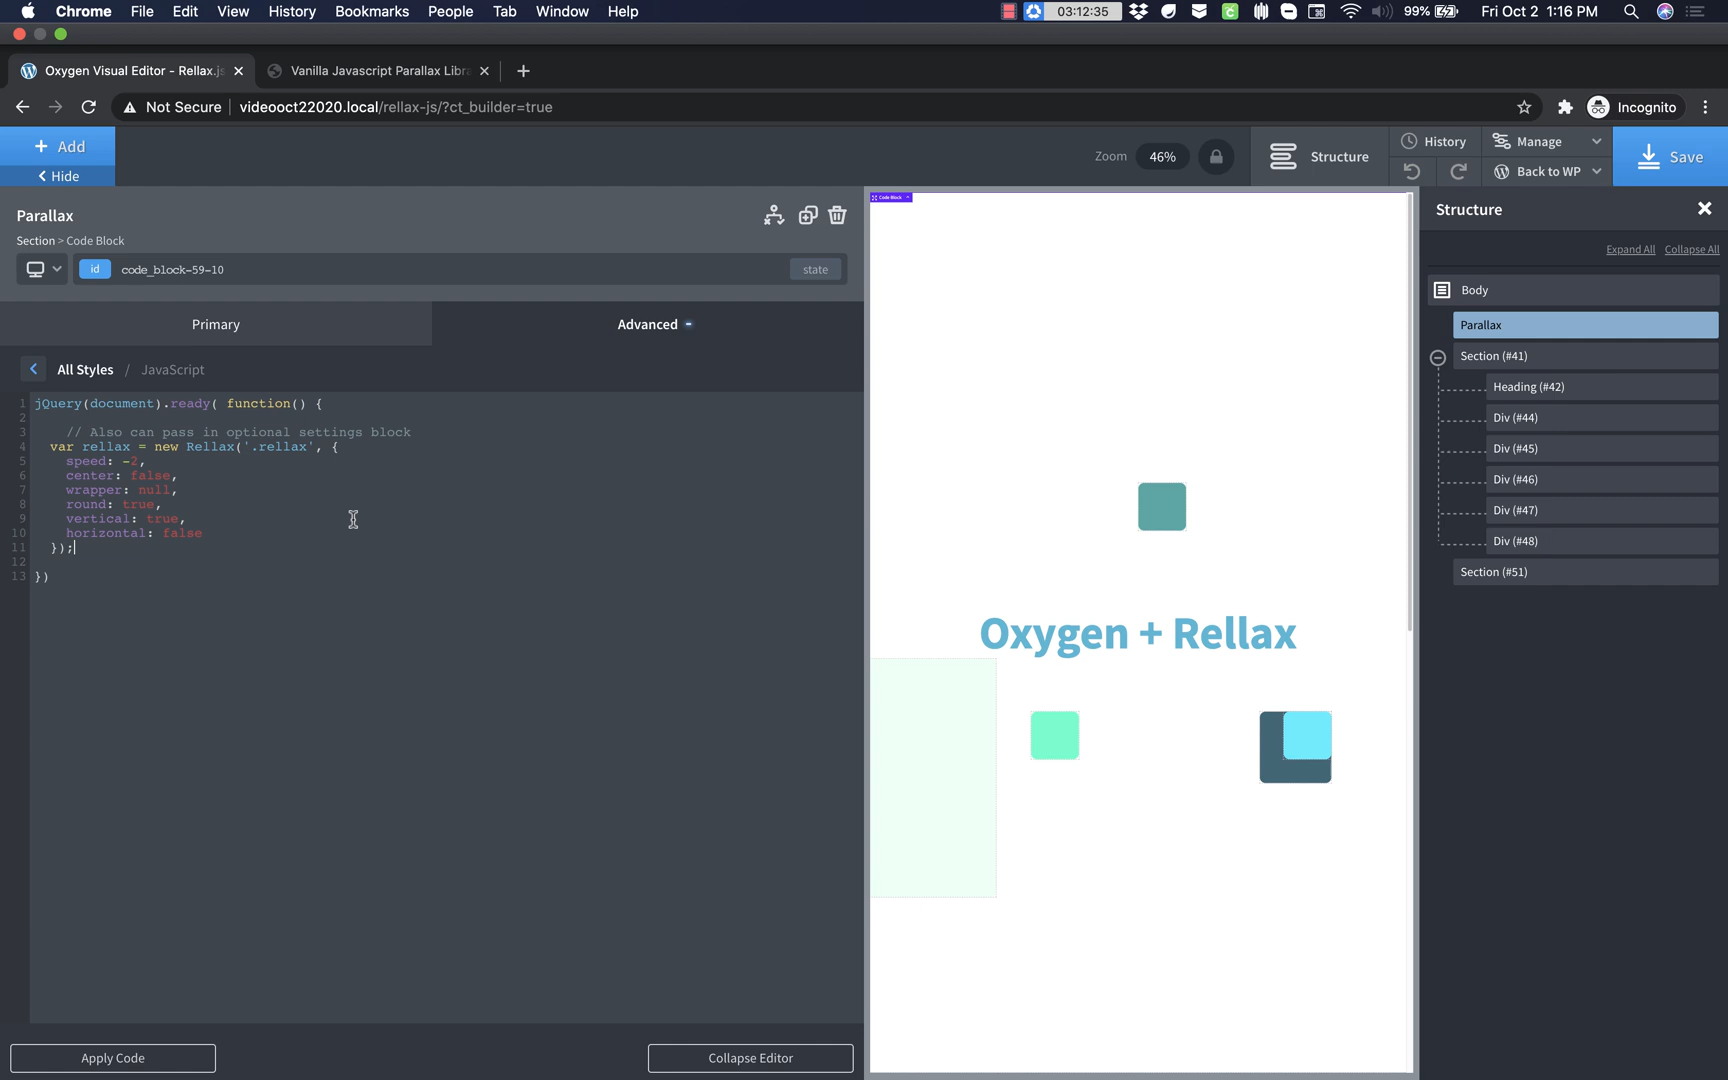 Chrome File Edit View History Bookmarks People Tab Window Help 03:12:35 99% Fri Oct 2 1:16 PM
Oxygen Visual Editor - Rellax.js Vanilla Javascript Parallax Libra
Not Secure videooct22020.local/rellax-js/?ct_builder=true Incognito
+ Add
Hide
Zoom 46% Structure
History Manage
Back to WP
Save
Parallax
Section > Code Block
id code_block-59-10 state
Primary Advanced
All Styles / JavaScript
1 jQuery(document).ready( function() {
2
3 // Also can pass in optional settings block
4 var rellax = new Rellax('.rellax', {
5 speed: -2,
6 center: false,
7 wrapper: null,
8 round: true,
9 vertical: true,
10 horizontal: false
11 });
12
13 })
Apply Code Collapse Editor
Code Block
Oxygen + Rellax
Structure
Expand All Collapse All
Body
Parallax
Section (#41)
Heading (#42)
Div (#44)
Div (#45)
Div (#46)
Div (#47)
Div (#48)
Section (#51)